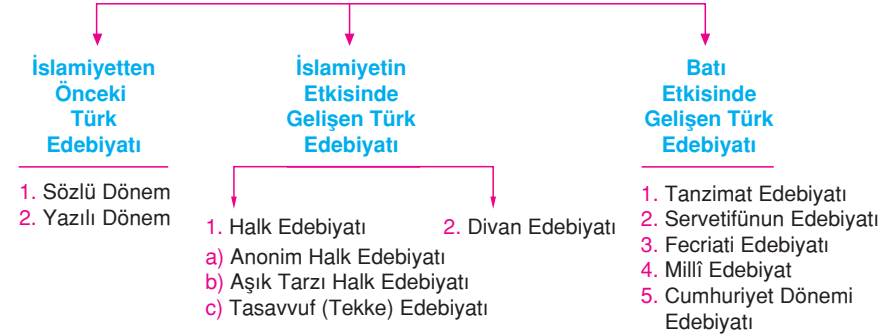 İslamiyetten
Önceki
Türk
Edebiyatı
1. Sözlü Dönem
2. Yazılı Dönem
İslamiyetin
Etkisinde
Gelişen Türk
Edebiyatı
1. Halk Edebiyatı
a) Anonim Halk Edebiyatı
b) Aşık Tarzı Halk Edebiyatı
c) Tasavvuf (Tekke) Edebiyatı
2. Divan Edebiyatı
Batı
Etkisinde
Gelişen Türk
Edebiyatı
1. Tanzimat Edebiyatı
2. Servetifünun Edebiyatı
3. Fecriati Edebiyatı
4. Millî Edebiyat
5. Cumhuriyet Dönemi
Edebiyatı